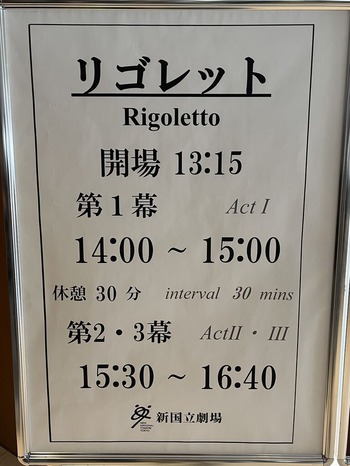 リゴレット
Rigoletto
開場 13:15
第1幕 Act I
14:00 ~ 15:00
休憩 30 分 interval 30 mins
第2・3幕 ActII・III
15:30 ~ 16:40
新国立劇場